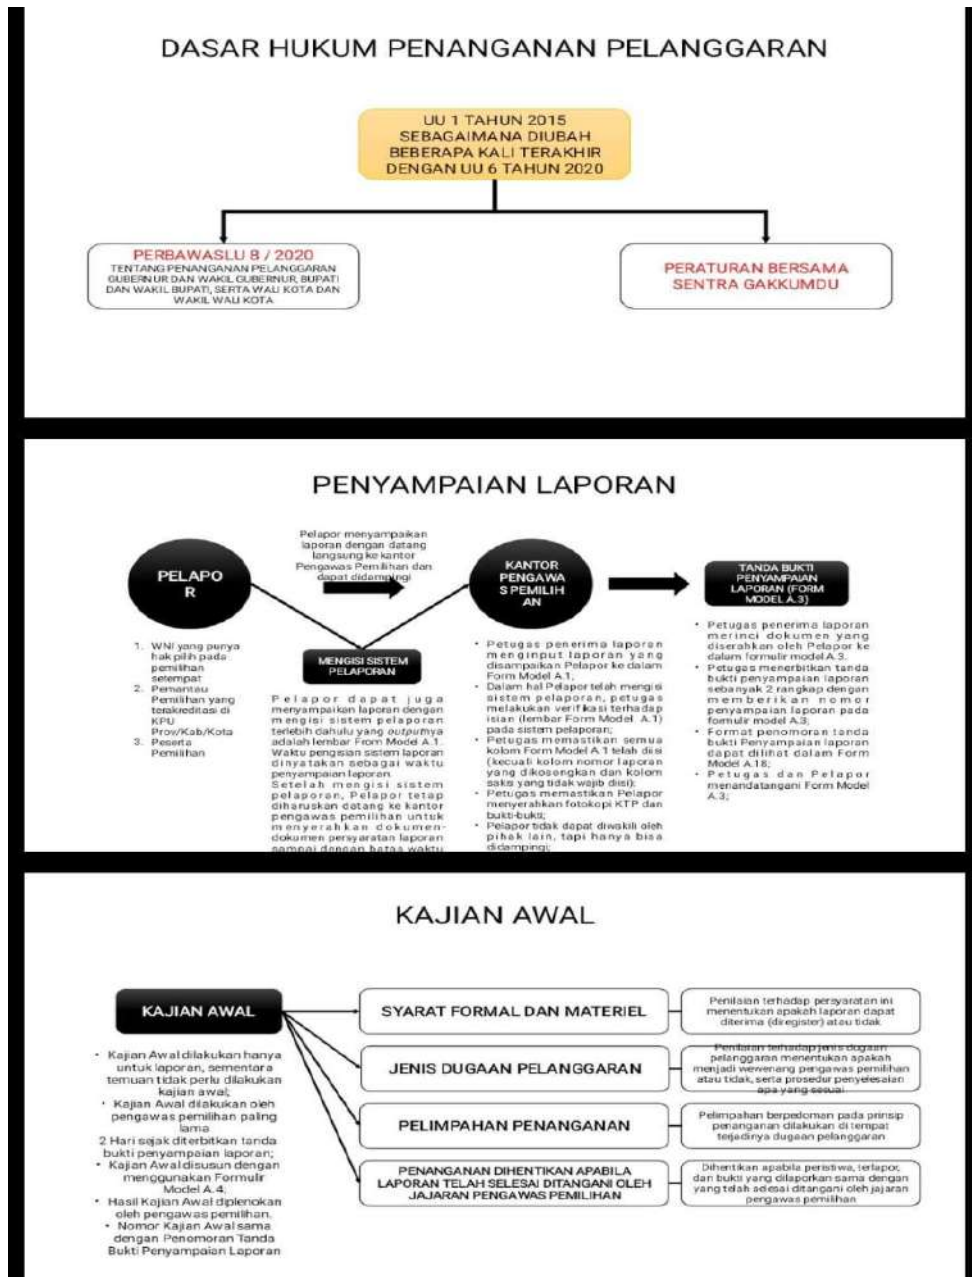 DASAR HUKUM PENANGANAN PELANGGARAN
UU 1 TAHUN 2015
SEBAGAIMANA DIUBAH
BEBERAPA KALI TERAKHIR
DENGAN UU 6 TAHUN 2020
PERBAWASLU 8 / 2020
TENTANG PENANGANAN PELANGGARAN
GUBERNUR DAN WAKIL GUBERNUR, BUPATI
DAN WAKIL BUPATI, SERTA WALI KOTA DAN
WAKIL WALI KOTA
PERATURAN BERSAMA
SENTRA GAKKUMDU
PENYAMPAIAN LAPORAN
PELAPO
R
1. WNI yang punya
hak pilih pada
pemilihan
setempat
2. Pemantau
Pemilihan yang
terakreditasi di
KPU
Prov/Kab/Kota
3. Peserta
Pemilihan
Pelapor menyampaikan
laporan dengan datang
langsung ke kantor
Pengawas Pemilihan dan
dapat didampingi
MENGISI SISTEM
PELAPORAN
Pelapor dapat juga
menyampaikan laporan dengan
mengisi sistem pelaporan
terlebih dahulu yang outputnya
adalah lembar From Model A.1.
Waktu pengisian sistem laporan
dinyatakan sebagai waktu
penyampaian laporan.
Setelah mengisi sistem
pelaporan, Pelapor tetap
diharuskan datang ke kantor
pengawas pemilihan untuk
menyerahkan dokumen-
dokumen persyaratan laporan
sampai dengan batas waktu
KANTOR
PENGAWA
S PEMILIH
AN
• Petugas penerima laporan
menginput laporan yang
disampaikan Pelapor ke dalam
Form Model A.1;
• Dalam hal Pelapor telah mengisi
sistem pelaporan, petugas
melakukan verifikasi terhadap
isian (lembar Form Model A.1)
pada sistem pelaporan;
• Petugas memastikan semua
kolom Form Model A.1 telah diisi
(kecuali kolom nomor laporan
yang dikosongkan dan kolom
saksi yang tidak wajib diisi);
• Petugas memastikan Pelapor
menyerahkan fotokopi KTP dan
bukti-bukti;
• Pelapor tidak dapat diwakili oleh
pihak lain, tapi hanya bisa
didampingi;
TANDA BUKTI
PENYAMPAIAN
LAPORAN (FORM
MODEL A.3)
• Petugas penerima laporan
merinci dokumen yang
diserahkan oleh Pelapor ke
dalam formulir model A.3.
• Petugas menerbitkan tanda
bukti penyampaian laporan
sebanyak 2 rangkap dengan
memberikan nomor
penyampaian laporan pada
formulir model A.3;
• Format penomoran tanda
bukti Penyampaian laporan
dapat dilihat dalam Form
Model A.18;
• Petugas dan Pelapor
menandatangani Form Model
A.3;
KAJIAN AWAL
KAJIAN AWAL
• Kajian Awal dilakukan hanya
untuk laporan, sementara
temuan tidak perlu dilakukan
kajian awal;
• Kajian Awal dilakukan oleh
pengawas pemilihan paling
lama
2 Hari sejak diterbitkan tanda
bukti penyampaian laporan;
• Kajian Awal disusun dengan
menggunakan Formulir
Model A.4;
• Hasil Kajian Awal diplenokan
oleh pengawas pemilihan.
• Nomor Kajian Awal sama
dengan Penomoran Tanda
Bukti Penyampaian Laporan
SYARAT FORMAL DAN MATERIEL
Penilaian terhadap persyaratan ini
menentukan apakah laporan dapat
diterima (diregister) atau tidak
JENIS DUGAAN PELANGGARAN
Penilaian terhadap jenis dugaan
pelanggaran menentukan apakah
menjadi wewenang pengawas pemilihan
atau tidak, serta prosedur penyelesaian
apa yang sesuai
PELIMPAHAN PENANGANAN
Pelimpahan berpedoman pada prinsip
penanganan dilakukan di tempat
terjadinya dugaan pelanggaran
PENANGANAN DIHENTIKAN APABILA
LAPORAN TELAH SELESAI DITANGANI OLEH
JAJARAN PENGAWAS PEMILIHAN
Dihentikan apabila peristiwa, terlapor,
dan bukti yang dilaporkan sama dengan
yang telah selesai ditangani oleh jajaran
pengawas pemilihan